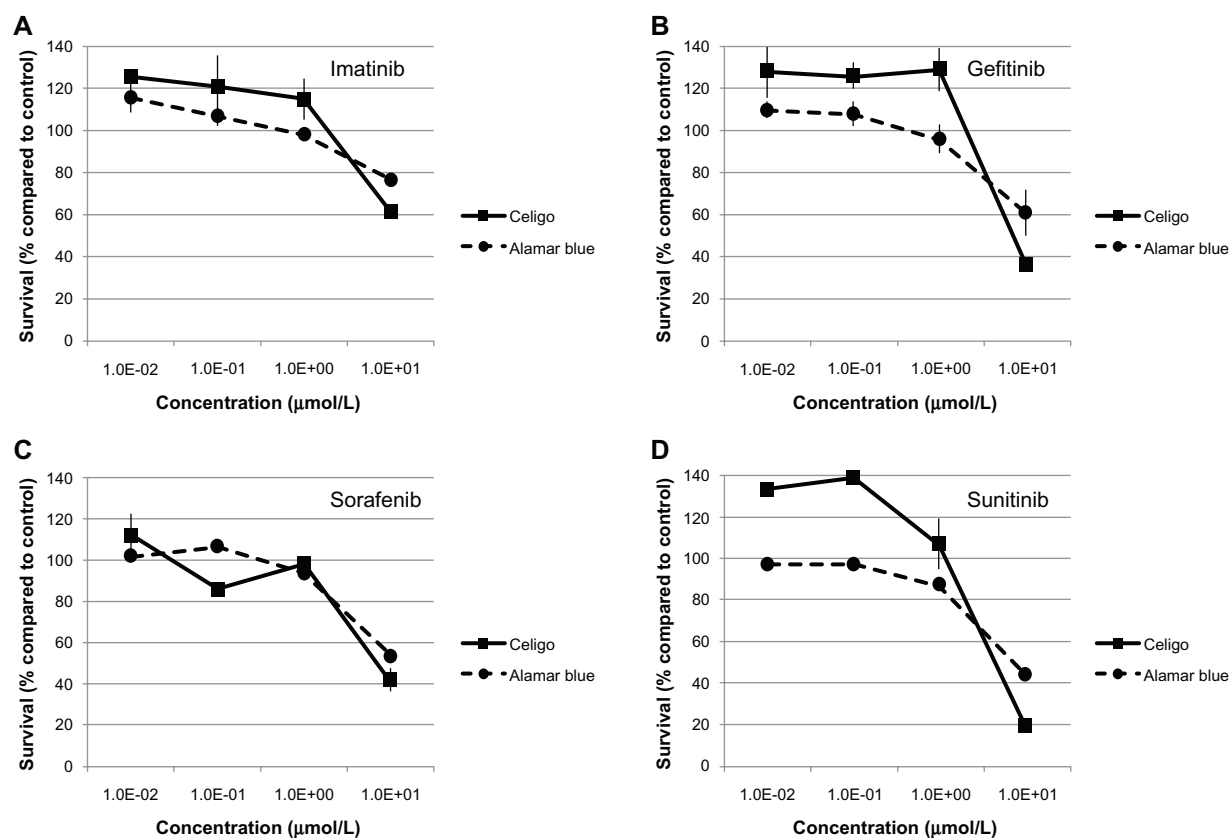 A
Imatinib
Survival (% compared to control)
140
120
100
80
60
40
20
0
1.0E-02 1.0E-01 1.0E+00 1.0E+01
Concentration (μmol/L)
Celigo
Alamar blue
B
Gefitinib
Survival (% compared to control)
140
120
100
80
60
40
20
0
1.0E-02 1.0E-01 1.0E+00 1.0E+01
Concentration (μmol/L)
Celigo
Alamar blue
C
Sorafenib
Survival (% compared to control)
140
120
100
80
60
40
20
0
1.0E-02 1.0E-01 1.0E+00 1.0E+01
Concentration (μmol/L)
Celigo
Alamar blue
D
Sunitinib
Survival (% compared to control)
140
120
100
80
60
40
20
0
1.0E-02 1.0E-01 1.0E+00 1.0E+01
Concentration (μmol/L)
Celigo
Alamar blue